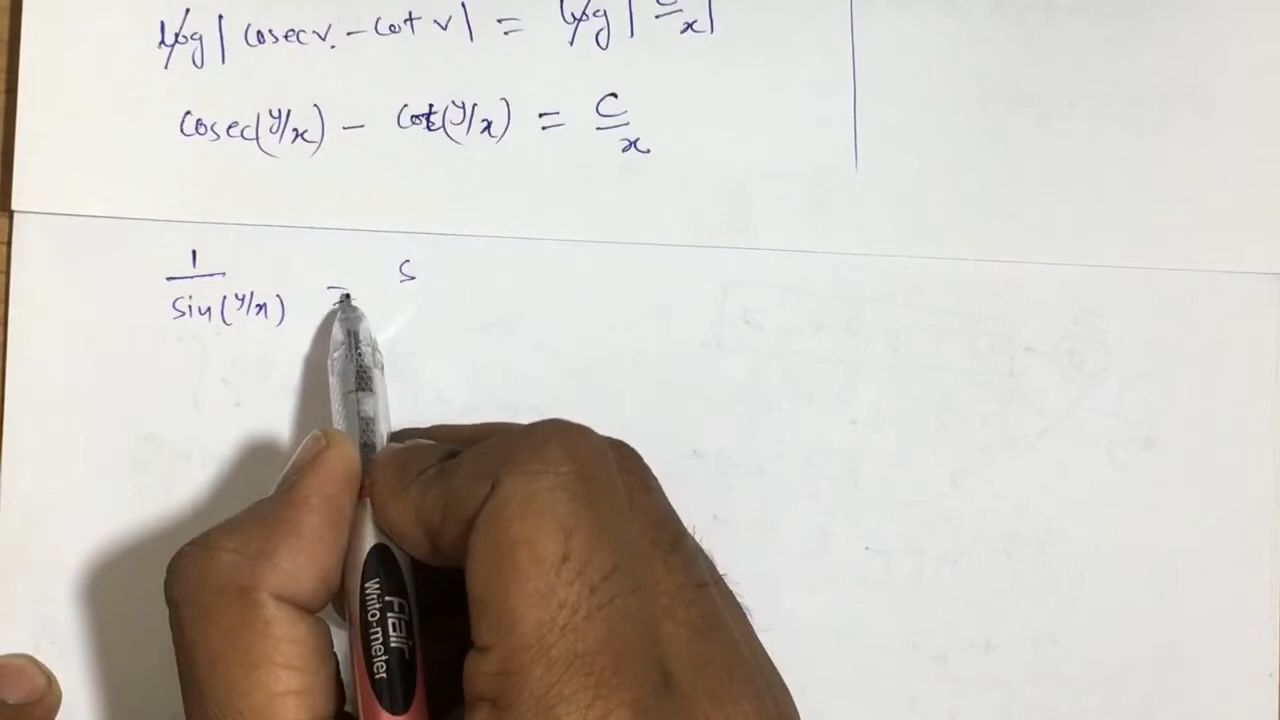 log | cosec v. - cot v | = log | C/x |
cosec(y/x) - cot(y/x) = C/x
1/sin(y/x) - S
Flair
Writo-meter